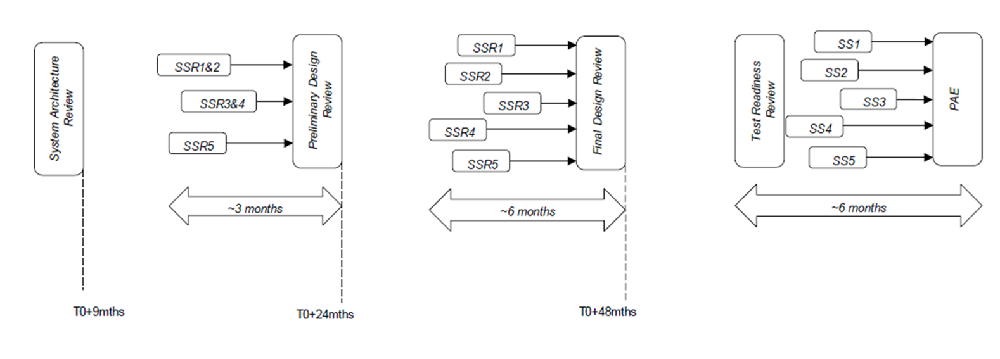 System Architecture
Review
SSR1&2
SSR3&4
SSR5
Preliminary Design
Review
~3 months
SSR1
SSR2
SSR3
SSR4
SSR5
Final Design Review
~6 months
Test Readiness
Review
SS1
SS2
SS3
SS4
SS5
PAE
~6 months
T0+9mths
T0+24mths
T0+48mths